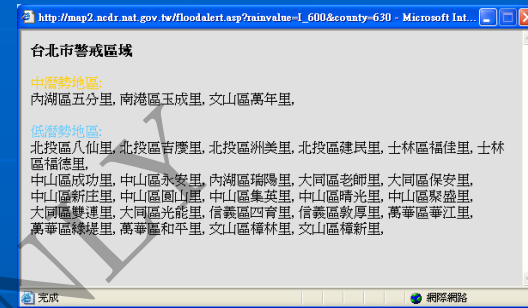 http://map2.ncdr.nat.gov.tw/floodalert.asp?rainvalue=I_600&county=630 - Microsoft Int...
台北市警戒區域
中潛勢地區:
內湖區五分里, 南港區玉成里, 文山區萬年里,
低潛勢地區:
北投區八仙里, 北投區吉慶里, 北投區洲美里, 北投區建民里, 士林區福佳里, 士林
區福德里,
中山區成功里, 中山區永安里, 內湖區瑞陽里, 大同區老師里, 大同區保安里,
中山區新庄里, 中山區圓山里, 中山區集英里, 中山區晴光里, 中山區聚盛里,
大同區雙連里, 大同區光能里, 信義區四育里, 信義區敦厚里, 萬華區華江里,
萬華區綠堤里, 萬華區和平里, 文山區樟林里, 文山區樟新里,
完成
網際網路
NLY